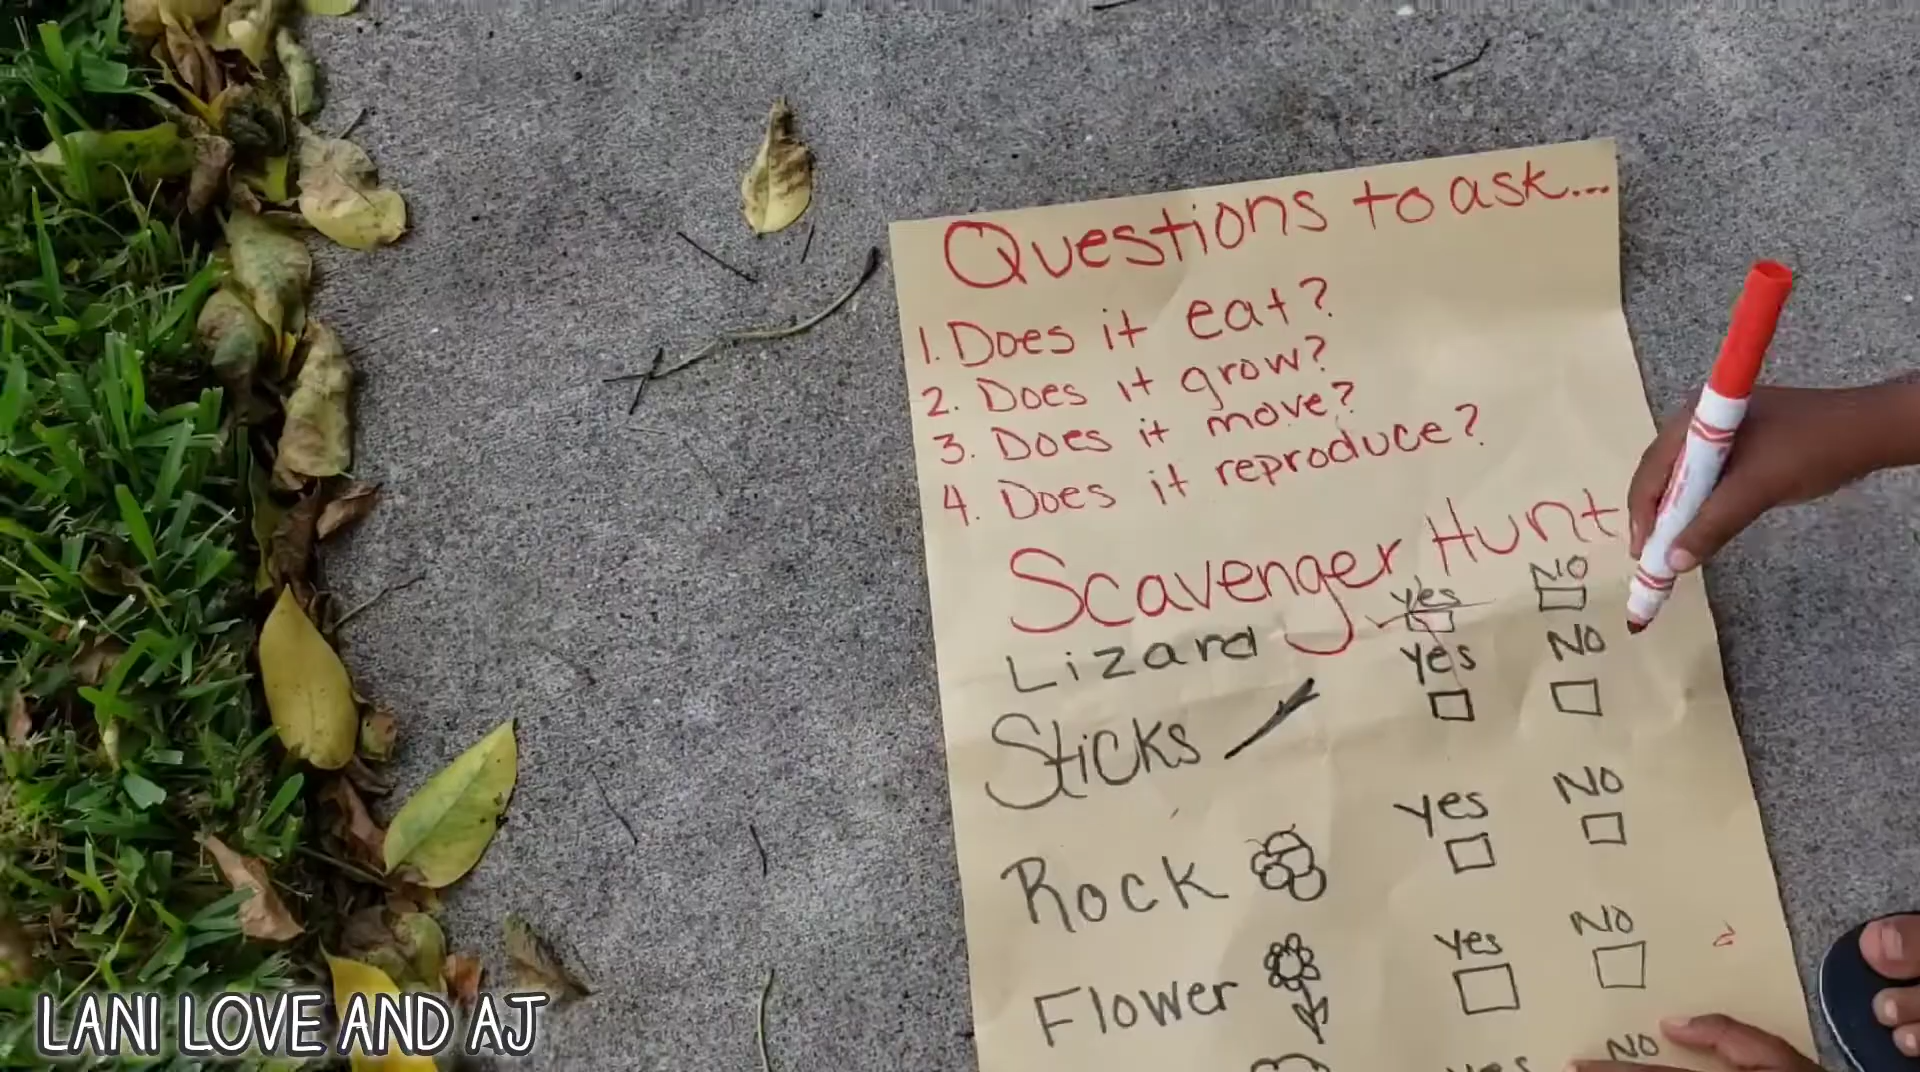 Questions to ask...
1. Does it eat?
2. Does it grow?
3. Does it move?
4. Does it reproduce?
Scavenger Hunt
Yes NO
Lizard
Yes NO
Sticks
Yes NO
Rock
Yes NO
Flower
Yes NO
LANI LOVE AND AJ